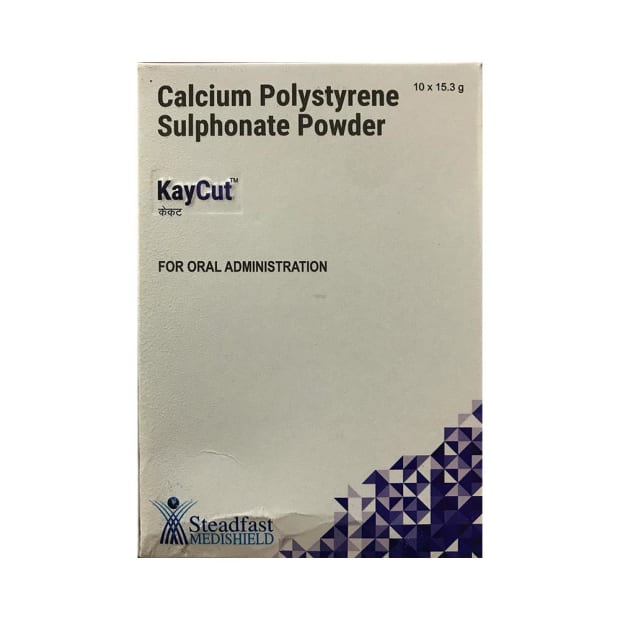 Calcium Polystyrene 10 x 15.3 g
Sulphonate Powder
KayCut™
केकट
FOR ORAL ADMINISTRATION
Steadfast
MEDISHIELD